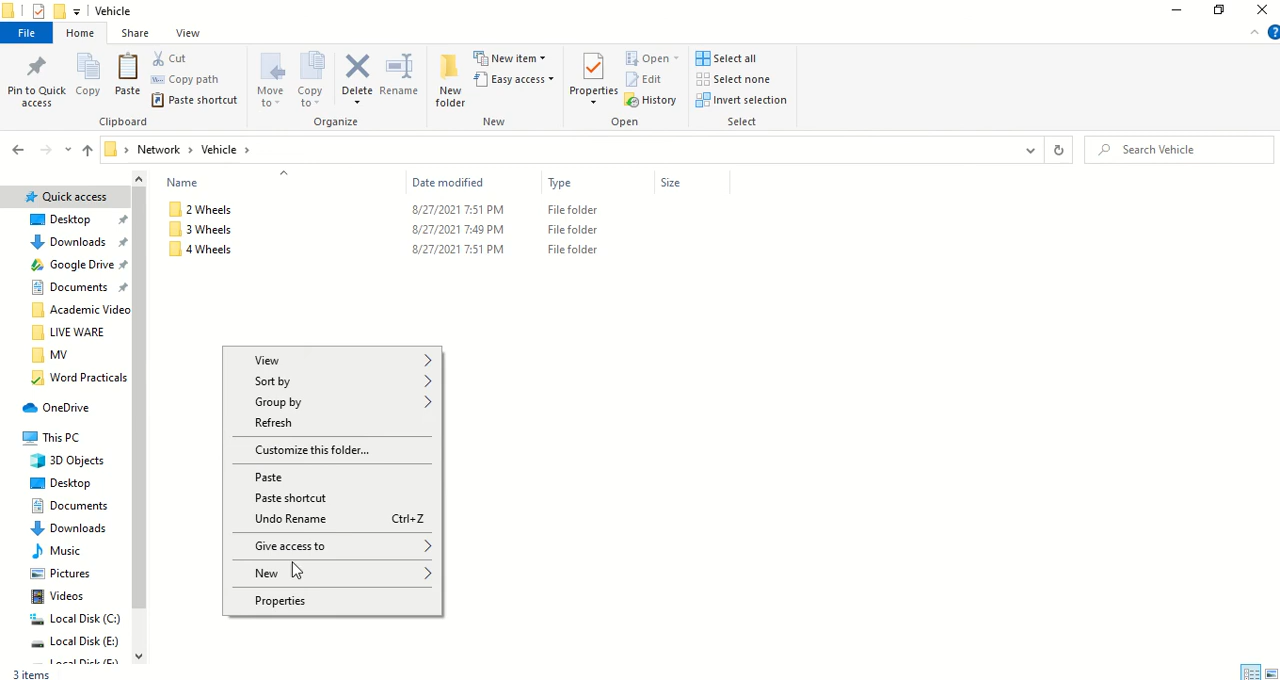 Vehicle
File Home Share View
Pin to Quick access
Copy
Paste
Cut
Copy path
Paste shortcut
Clipboard
Move to
Copy to
Delete
Rename
Organize
New folder
New item
Easy access
New
Properties
Open
Edit
History
Open
Select all
Select none
Invert selection
Select
Network Vehicle
Search Vehicle
Name Date modified Type Size
2 Wheels 8/27/2021 7:51 PM File folder
3 Wheels 8/27/2021 7:49 PM File folder
4 Wheels 8/27/2021 7:51 PM File folder
Quick access
Desktop
Downloads
Google Drive
Documents
Academic Video
LIVE WARE
MV
Word Practicals
OneDrive
This PC
3D Objects
Desktop
Documents
Downloads
Music
Pictures
Videos
Local Disk (C:)
Local Disk (E:)
View
Sort by
Group by
Refresh
Customize this folder...
Paste
Paste shortcut
Undo Rename Ctrl+Z
Give access to
New
Properties
3 items